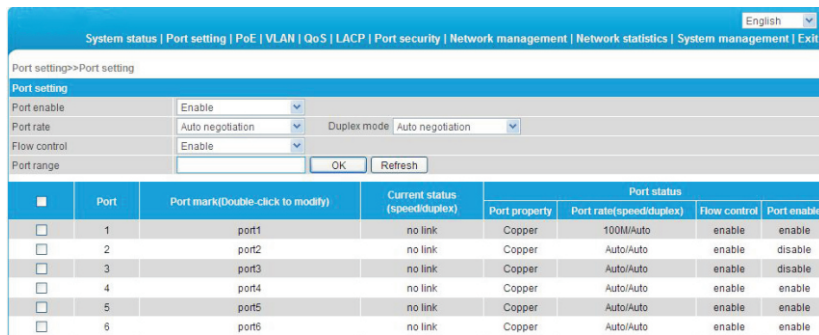 English
System status | Port setting | PoE | VLAN | QoS | LACP | Port security | Network management | Network statistics | System management | Exit
Port setting>>Port setting
Port setting
Port enable Enable
Port rate Auto negotiation Duplex mode Auto negotiation
Flow control Enable
Port range OK Refresh
Port Port mark(Double-click to modify) Current status (speed/duplex) Port status
Port property Port rate(speed/duplex) Flow control Port enable
1 port1 no link Copper 100M/Auto enable enable
2 port2 no link Copper Auto/Auto enable disable
3 port3 no link Copper Auto/Auto enable disable
4 port4 no link Copper Auto/Auto enable enable
5 port5 no link Copper Auto/Auto enable enable
6 port6 no link Copper Auto/Auto enable enable